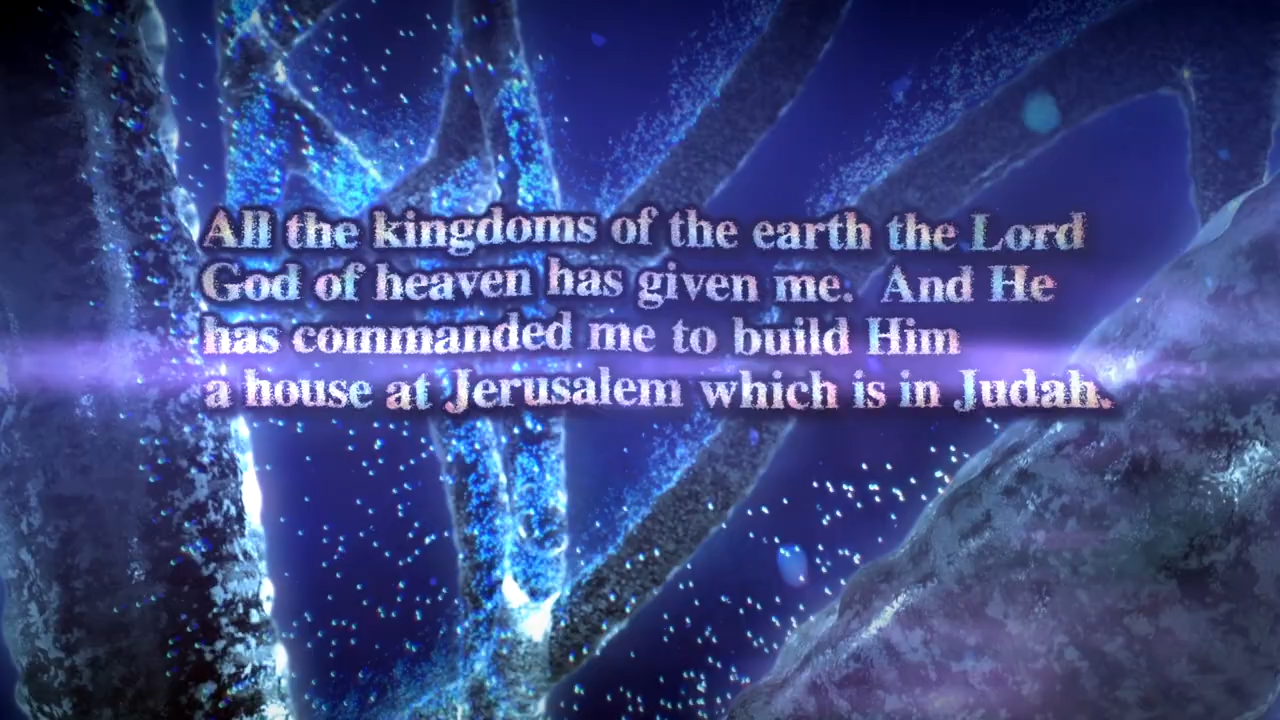 All the kingdoms of the earth the Lord
God of heaven has given me.  And He
has commanded me to build Him
a house at Jerusalem which is in Judah.